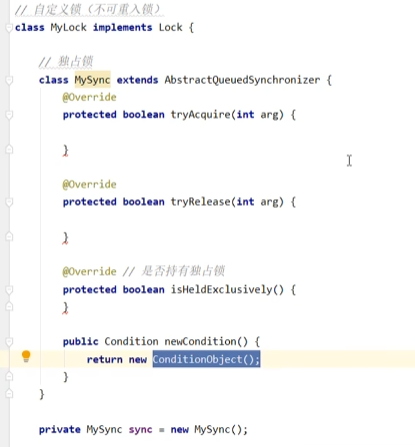 // 自定义锁（不可重入锁）
class MyLock implements Lock {
// 独占锁
class MySync extends AbstractQueuedSynchronizer {
@Override
protected boolean tryAcquire(int arg) {
}
@Override
protected boolean tryRelease(int arg) {
}
@Override // 是否持有独占锁
protected boolean isHeldExclusively() {
}
public Condition newCondition() {
return new ConditionObject();
}
}
private MySync sync = new MySync();